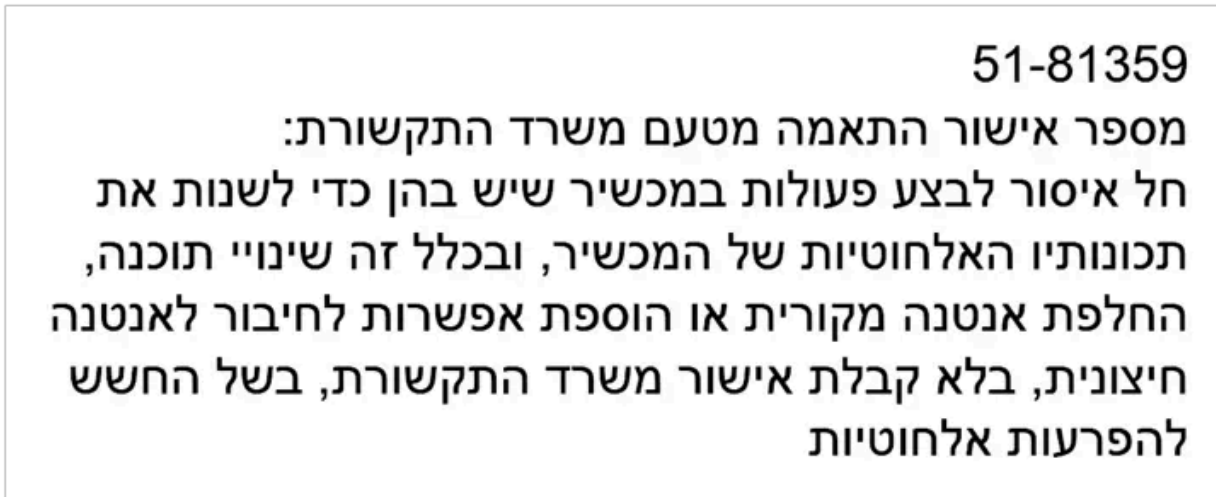 51-81359
מספר אישור התאמה מטעם משרד התקשורת:
חל איסור לבצע פעולות במכשיר שיש בהן כדי לשנות את
תכונותיו האלחוטיות של המכשיר, ובכלל זה שינויי תוכנה,
החלפת אנטנה מקורית או הוספת אפשרות לחיבור לאנטנה
חיצונית, בלא קבלת אישור משרד התקשורת, בשל החשש
להפרעות אלחוטיות